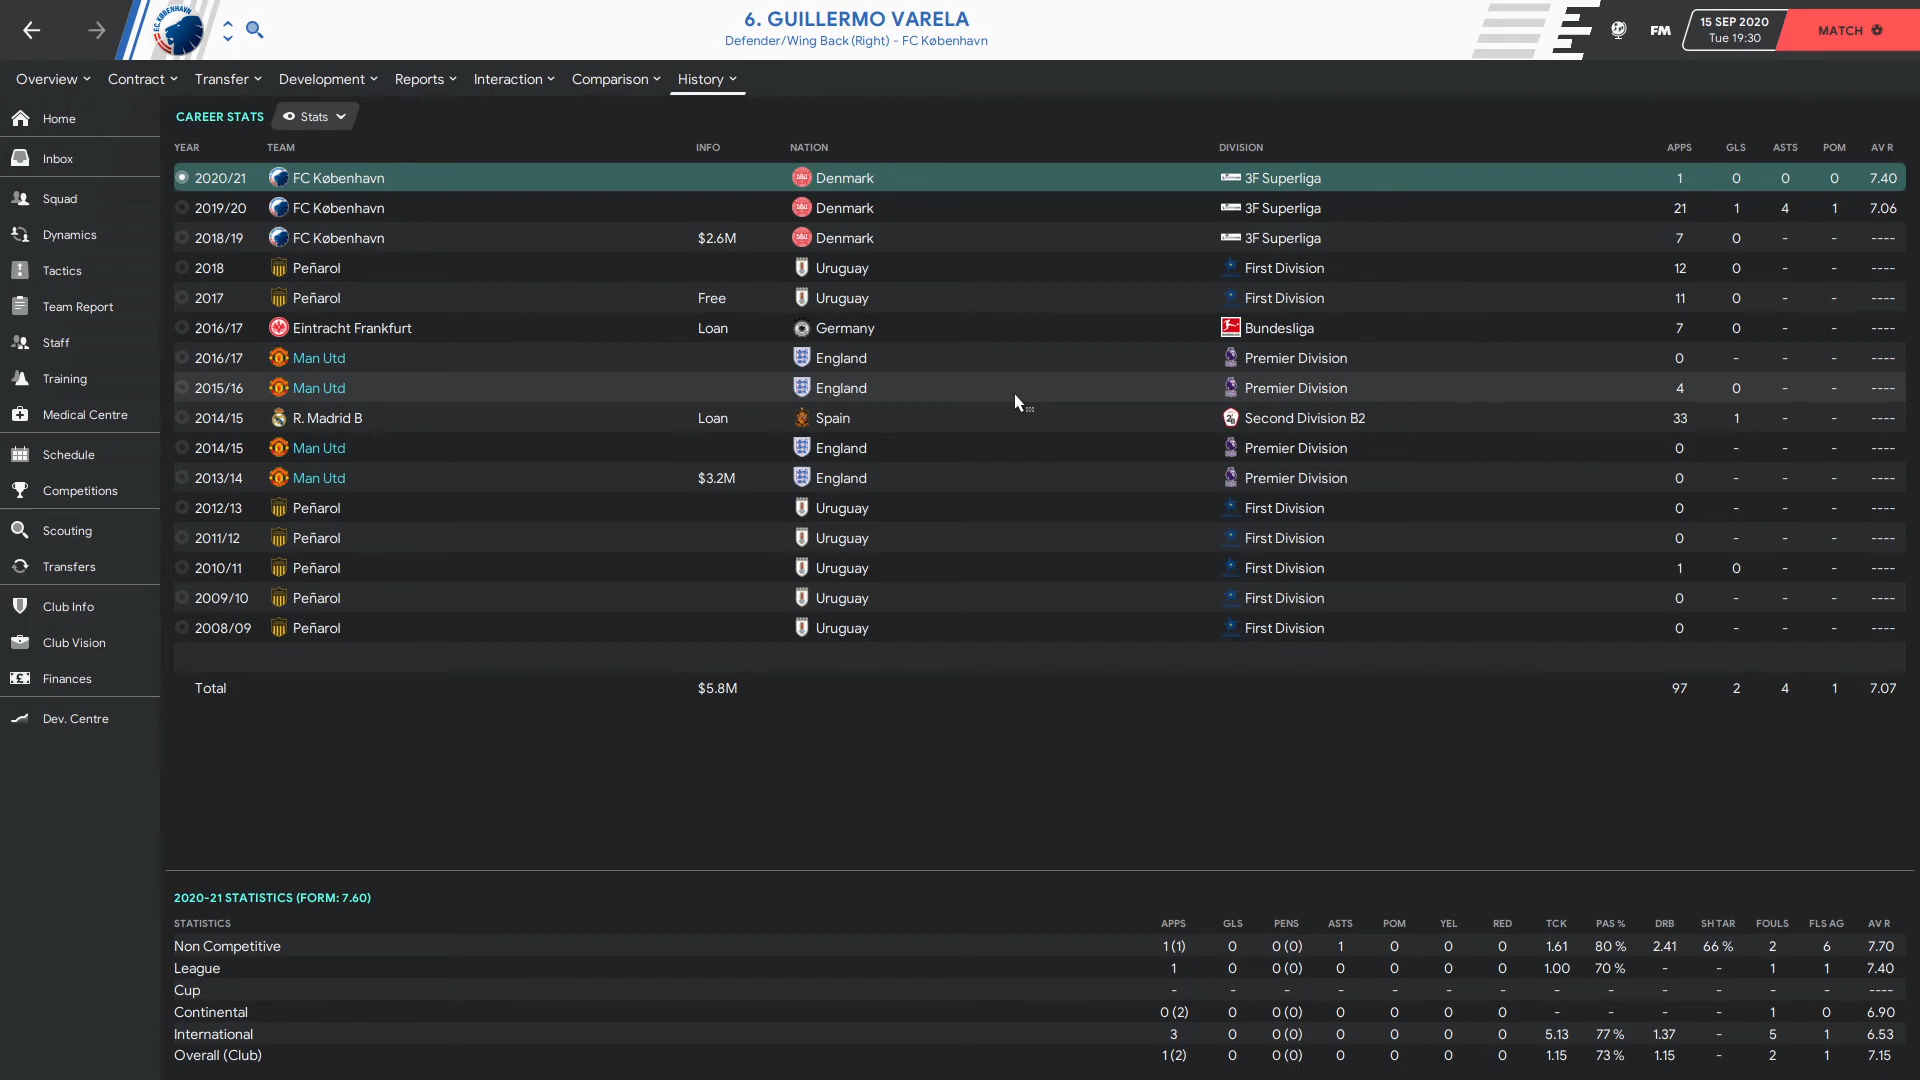 6. GUILLERMO VARELA
Defender/Wing Back (Right) - FC København
FM
15 SEP 2020
Tue 19:30
MATCH
Overview Contract Transfer Development Reports Interaction Comparison History
Home
Inbox
Squad
Dynamics
Tactics
Team Report
Staff
Training
Medical Centre
Schedule
Competitions
Scouting
Transfers
Club Info
Club Vision
Finances
Dev. Centre
CAREER STATS Stats
YEAR TEAM INFO NATION DIVISION APPS GLS ASTS POM AV R
2020/21 FC København Denmark 3F Superliga 1 0 0 0 7.40
2019/20 FC København Denmark 3F Superliga 21 1 4 1 7.06
2018/19 FC København $2.6M Denmark 3F Superliga 7 0 - - ----
2018 Peñarol Uruguay First Division 12 0 - - ----
2017 Peñarol Free Uruguay First Division 11 0 - - ----
2016/17 Eintracht Frankfurt Loan Germany Bundesliga 7 0 - - ----
2016/17 Man Utd England Premier Division 0 - - - ----
2015/16 Man Utd England Premier Division 4 0 - - ----
2014/15 R. Madrid B Loan Spain Second Division B2 33 1 - - ----
2014/15 Man Utd England Premier Division 0 - - - ----
2013/14 Man Utd $3.2M England Premier Division 0 - - - ----
2012/13 Peñarol Uruguay First Division 0 - - - ----
2011/12 Peñarol Uruguay First Division 0 - - - ----
2010/11 Peñarol Uruguay First Division 1 0 - - ----
2009/10 Peñarol Uruguay First Division 0 - - - ----
2008/09 Peñarol Uruguay First Division 0 - - - ----
Total $5.8M 97 2 4 1 7.07
2020-21 STATISTICS (FORM: 7.60)
STATISTICS APPS GLS PENS ASTS POM YEL RED TCK PAS % DRB SH TAR FOULS FLS AG AV R
Non Competitive 1 (1) 0 0 (0) 1 0 0 0 1.61 80 % 2.41 66 % 2 6 7.70
League 1 0 0 (0) 0 0 0 0 1.00 70 % - - 1 1 7.40
Cup - - - - - - - - - - - - - ----
Continental 0 (2) 0 0 (0) 0 0 0 0 - - - - 1 0 6.90
International 3 0 0 (0) 0 0 0 0 5.13 77 % 1.37 - 5 1 6.53
Overall (Club) 1 (2) 0 0 (0) 0 0 0 0 1.15 73 % 1.15 - 2 1 7.15